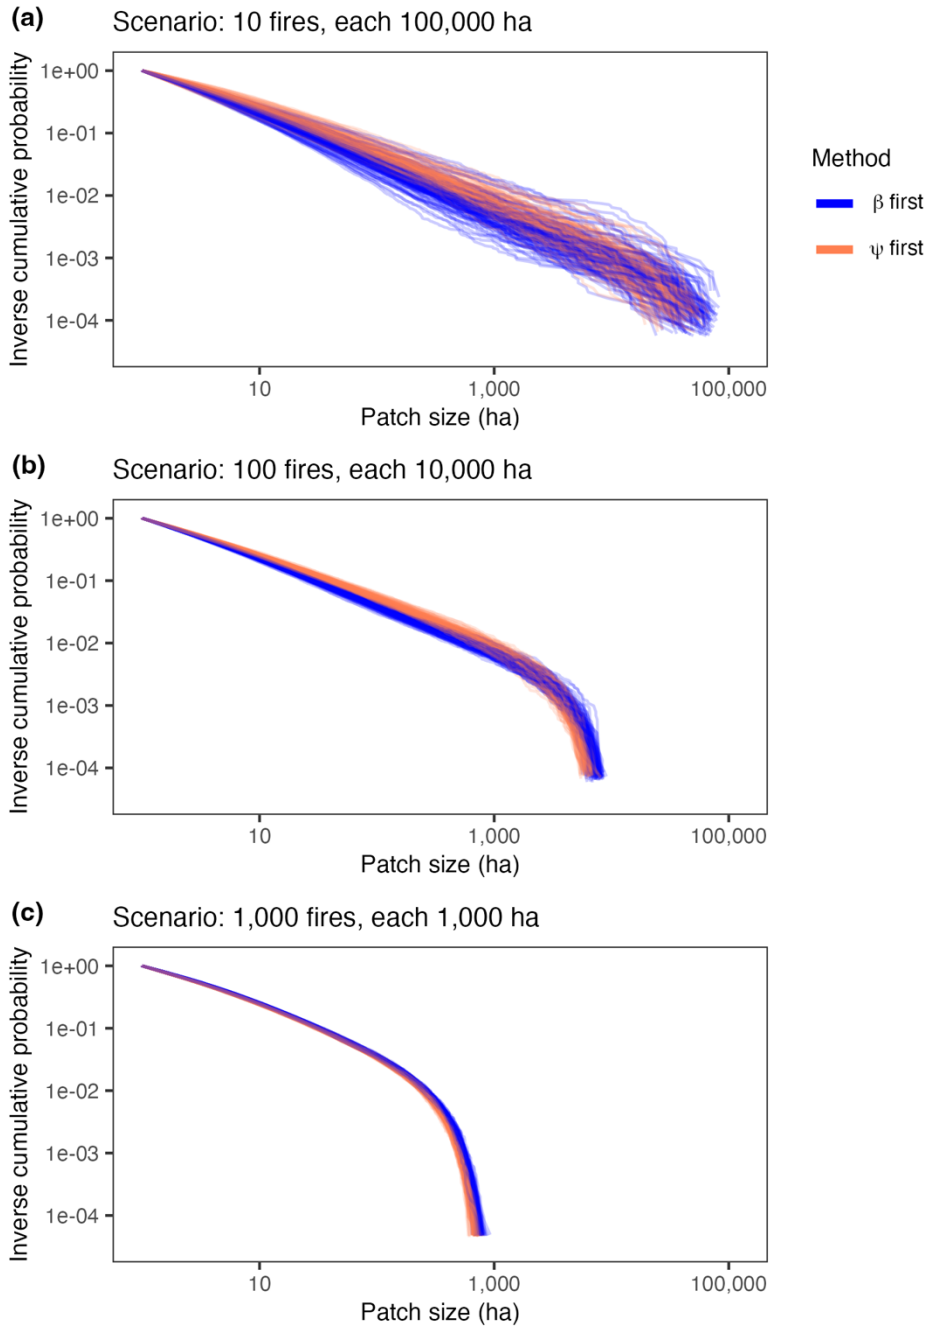 (a)
Scenario: 10 fires, each 100,000 ha
Inverse cumulative probability
1e+00
1e-01
1e-02
1e-03
1e-04
10
1,000
100,000
Patch size (ha)
Method
β first
ψ first
(b)
Scenario: 100 fires, each 10,000 ha
Inverse cumulative probability
1e+00
1e-01
1e-02
1e-03
1e-04
10
1,000
100,000
Patch size (ha)
(c)
Scenario: 1,000 fires, each 1,000 ha
Inverse cumulative probability
1e+00
1e-01
1e-02
1e-03
1e-04
10
1,000
100,000
Patch size (ha)